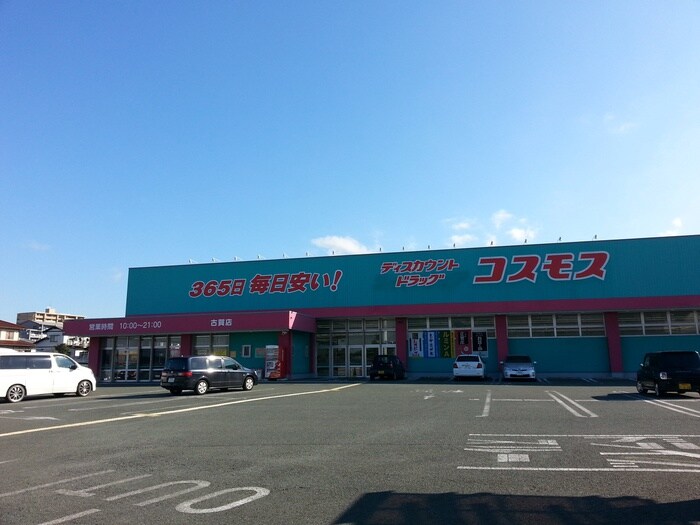 365日 毎日安い!
ディスカウント
ドラッグ
コスモス
営業時間 10:00~21:00
古賀店